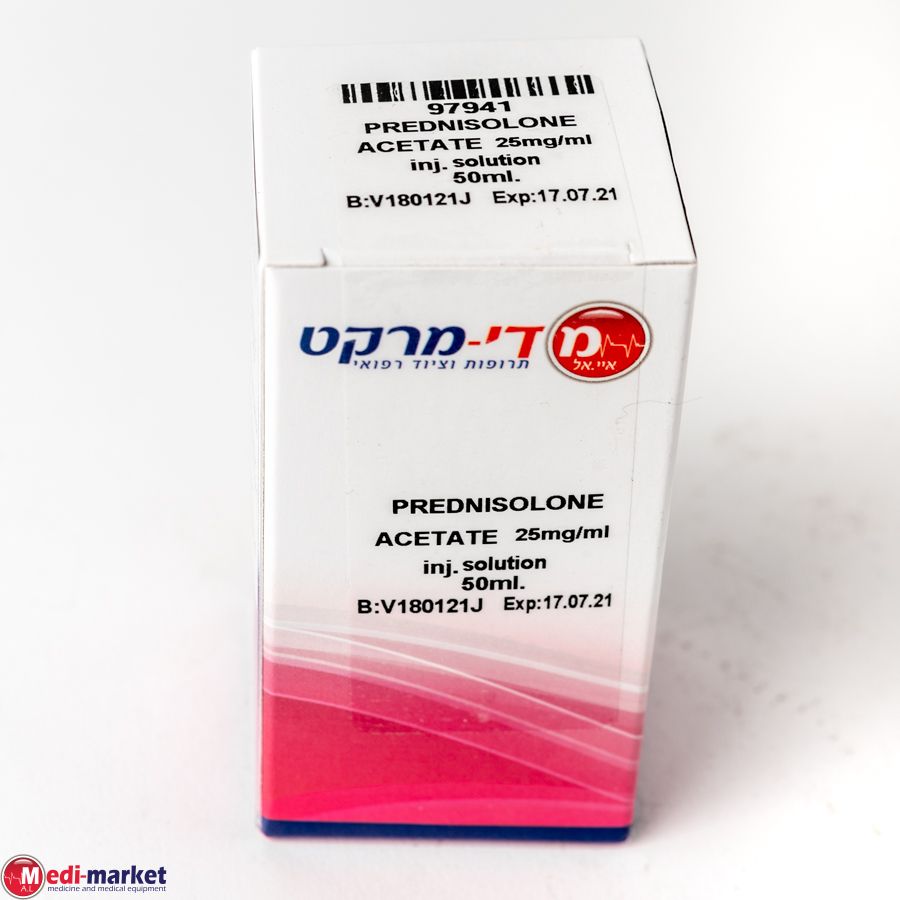 97941
PREDNISOLONE
ACETATE 25mg/ml
inj. solution
50ml.
B:V180121J Exp:17.07.21
די-מרקט
תרופות וציוד רפואי
מ
איי.אל
PREDNISOLONE
ACETATE 25mg/ml
inj. solution
50ml.
B:V180121J Exp:17.07.21
Medi-market
A.L
medicine and medical equipment